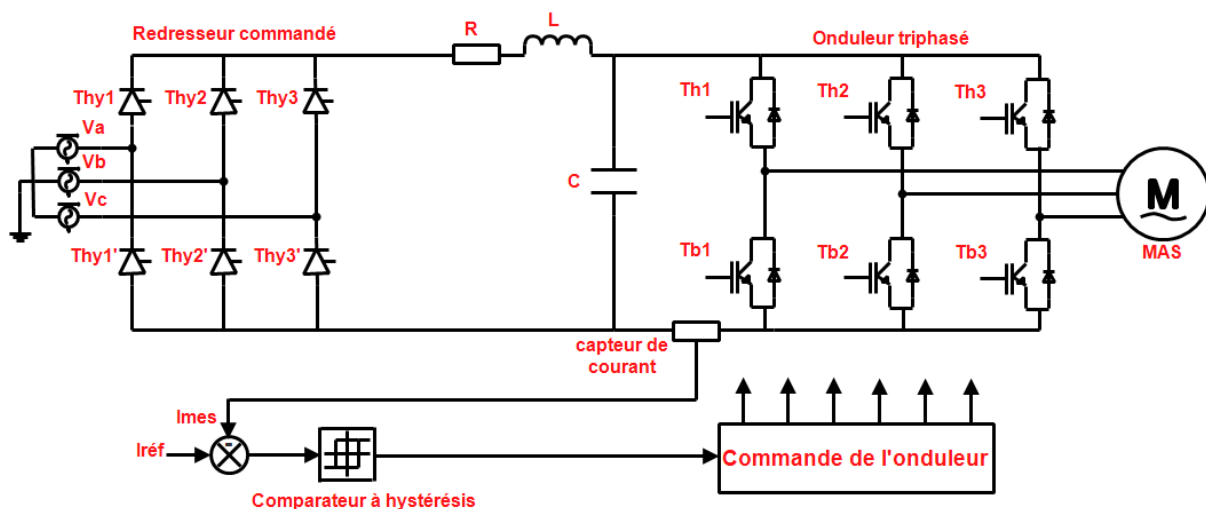 Redresseur commandé
R
L
Onduleur triphasé
Thy1
Thy2
Thy3
Th1
Th2
Th3
Va
Vb
Vc
C
M
MAS
Thy1'
Thy2'
Thy3'
Tb1
Tb2
Tb3
capteur de
courant
Imes
-
Iréf
Commande de l'onduleur
Comparateur à hystérésis